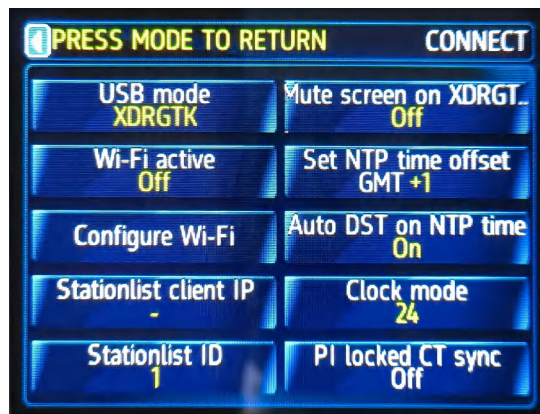 PRESS MODE TO RETURN CONNECT
USB mode
XDRGTK
Mute screen on XDRGT..
Off
Wi-Fi active
Off
Set NTP time offset
GMT +1
Configure Wi-Fi
Auto DST on NTP time
On
Stationlist client IP
-
Clock mode
24
Stationlist ID
1
PI locked CT sync
Off